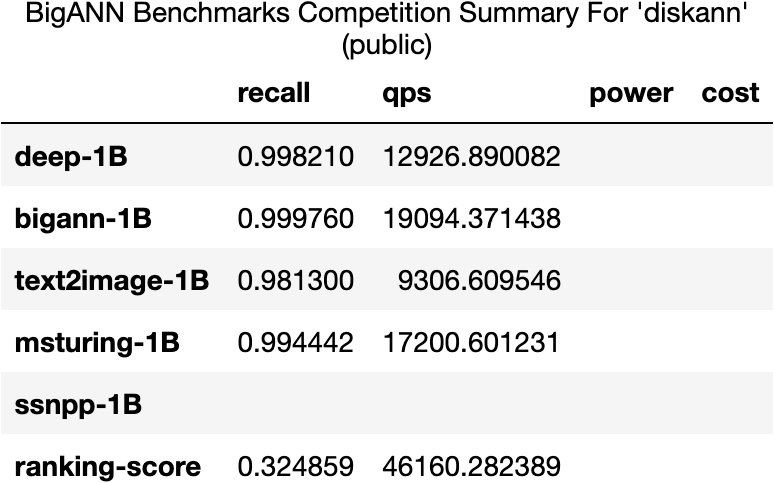 BigANN Benchmarks Competition Summary For 'diskann'
(public)
recall qps power cost
deep-1B 0.998210 12926.890082
bigann-1B 0.999760 19094.371438
text2image-1B 0.981300 9306.609546
msturing-1B 0.994442 17200.601231
ssnpp-1B
ranking-score 0.324859 46160.282389